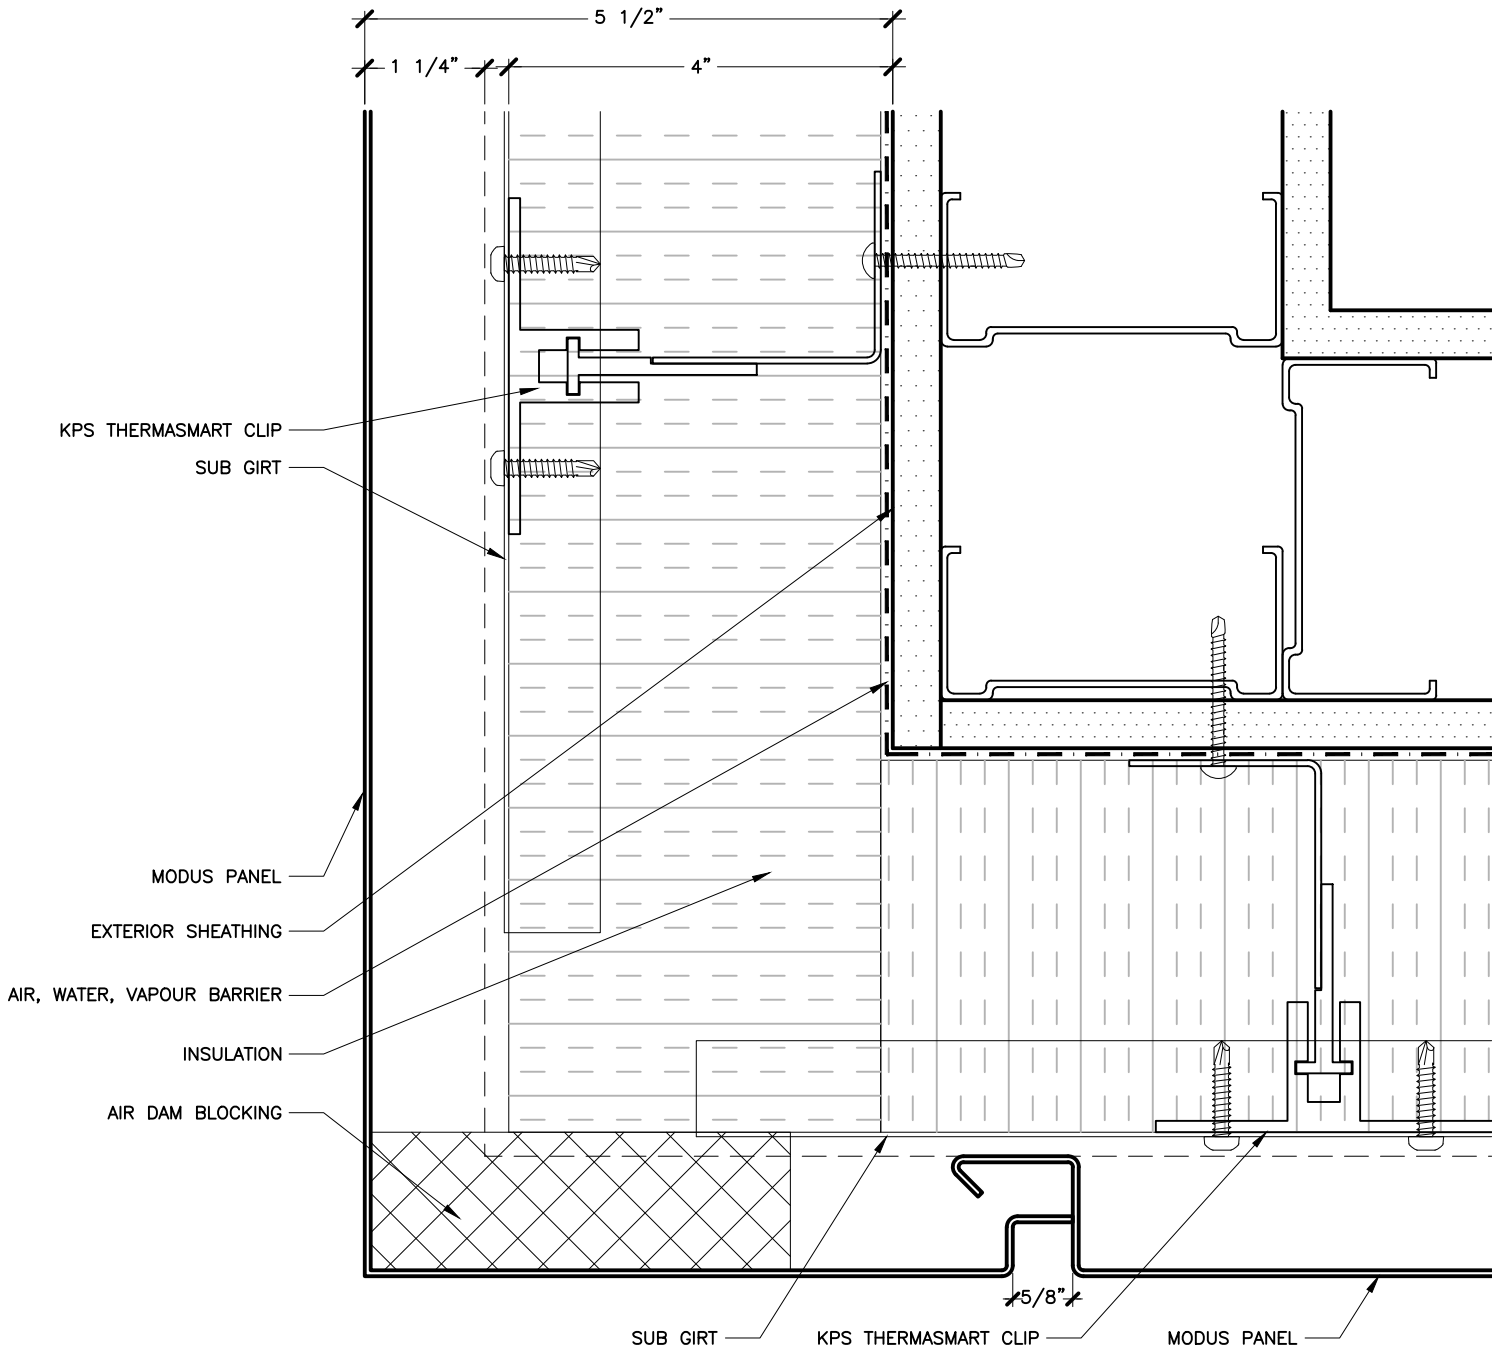 5 1/2”
1 1/4”
4”
KPS THERMASMART CLIP
SUB GIRT
MODUS PANEL
EXTERIOR SHEATHING
AIR, WATER, VAPOUR BARRIER
INSULATION
AIR DAM BLOCKING
5/8”
SUB GIRT
KPS THERMASMART CLIP
MODUS PANEL